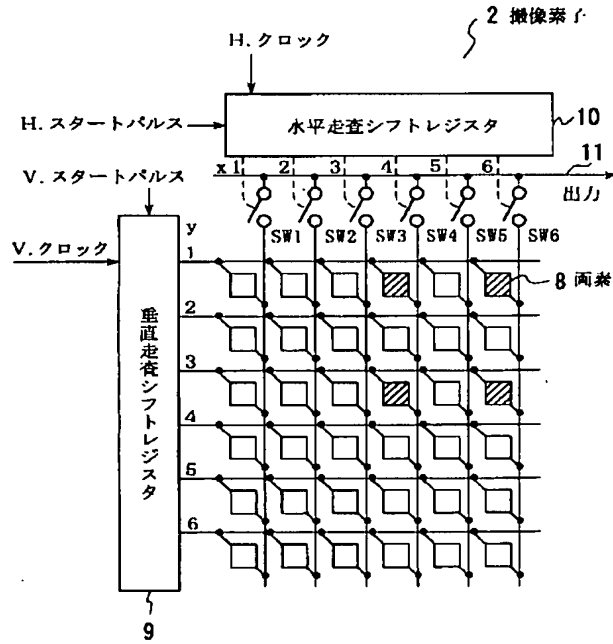 2 撮像素子
H.クロック
H.スタートパルス
水平走査シフトレジスタ
10
V.スタートパルス
x 1 2 3 4 5 6
11
出力
y
SW1 SW2 SW3 SW4 SW5 SW6
V.クロック
1
8 画素
2
3
4
5
6
垂直走査シフトレジスタ
9